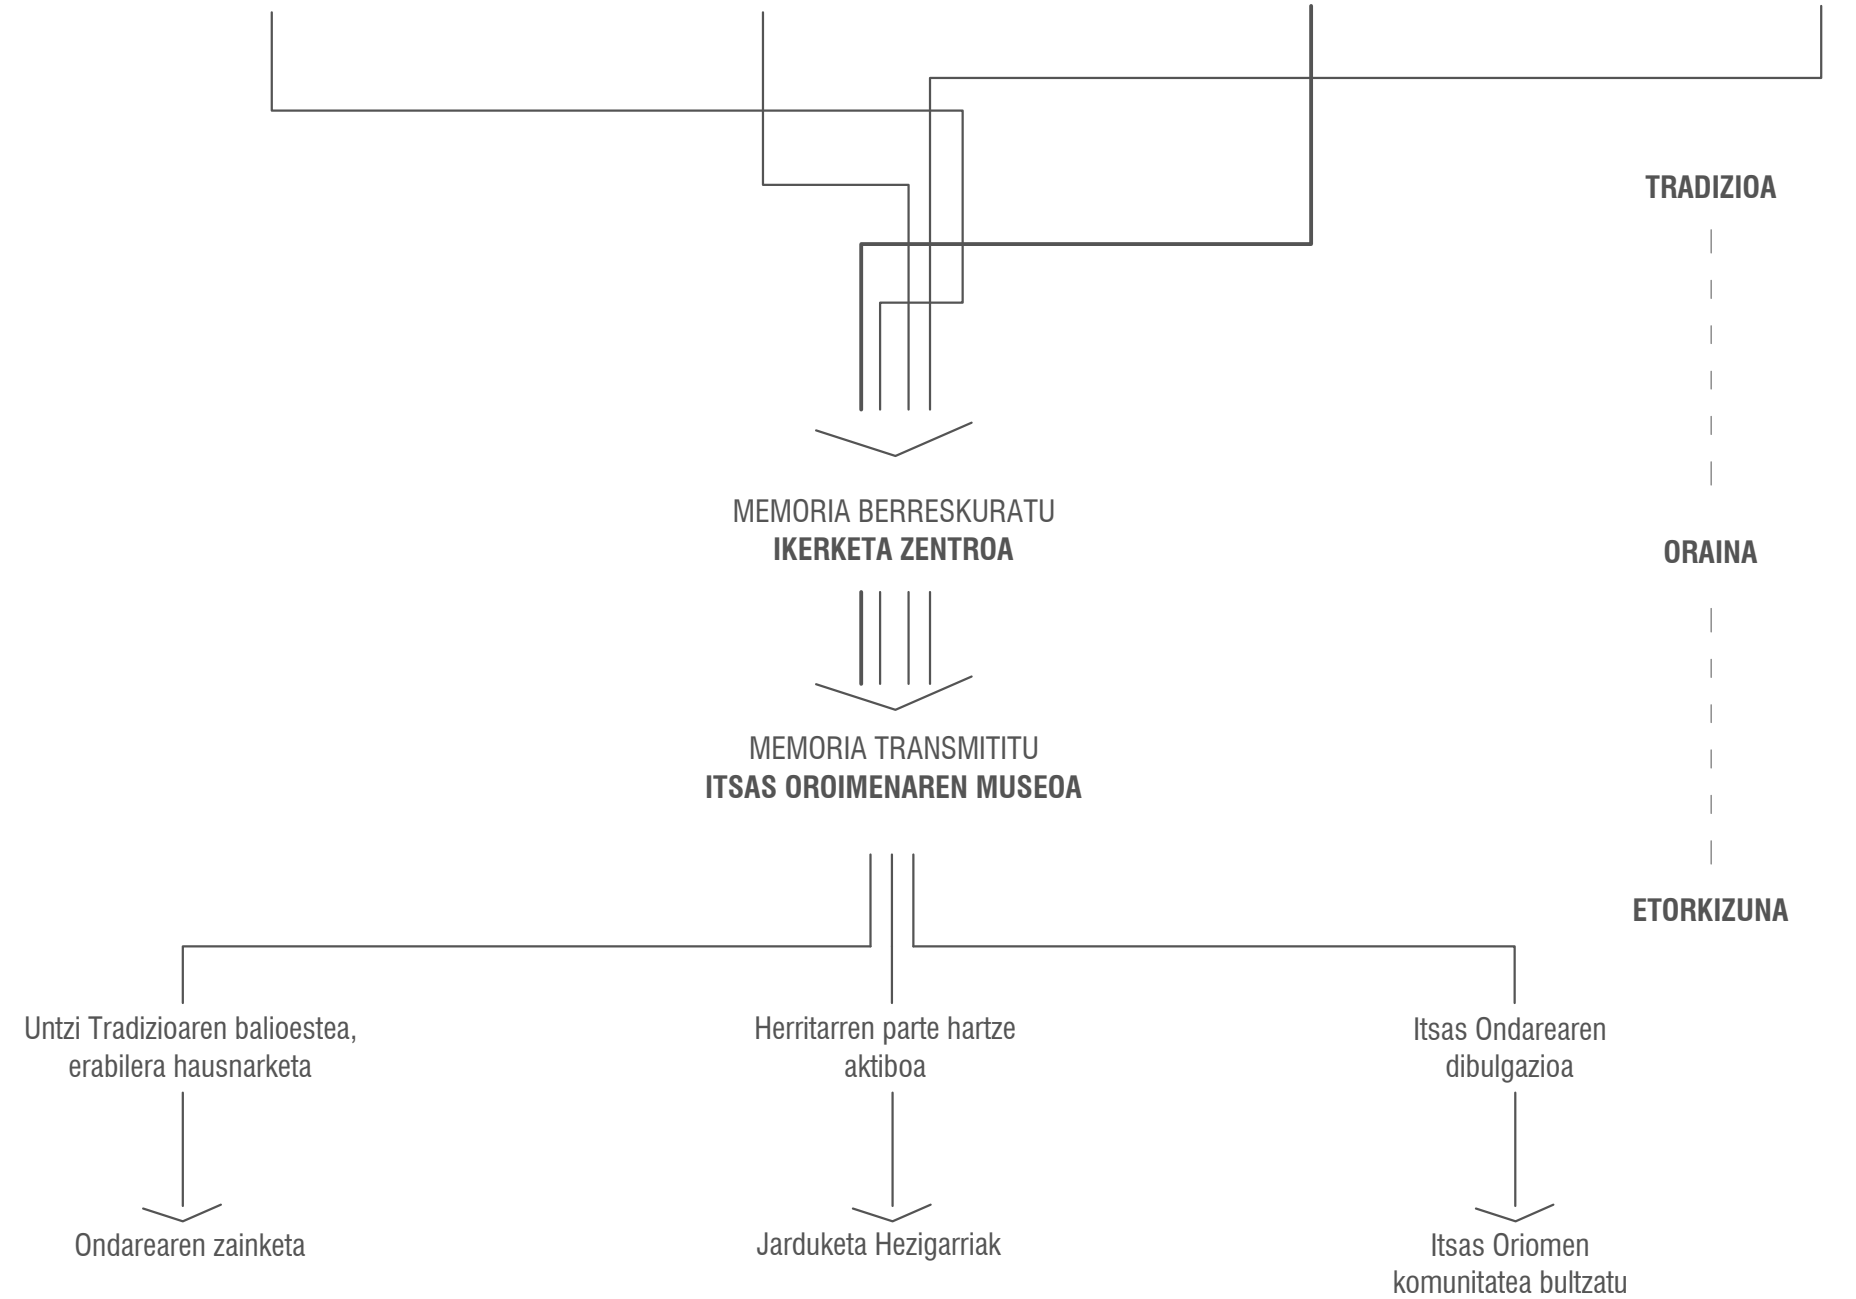 TRADIZIOA
MEMORIA BERRESKURATU
IKERKETA ZENTROA
ORAINA
MEMORIA TRANSMITITU
ITSAS OROIMENAREN MUSEOA
ETORKIZUNA
Untzi Tradizioaren balioestea,
erabilera hausnarketa
Herritarren parte hartze
aktiboa
Itsas Ondarearen
dibulgazioa
Ondarearen zainketa
Jarduketa Hezigarriak
Itsas Oriomen
komunitatea bultzatu